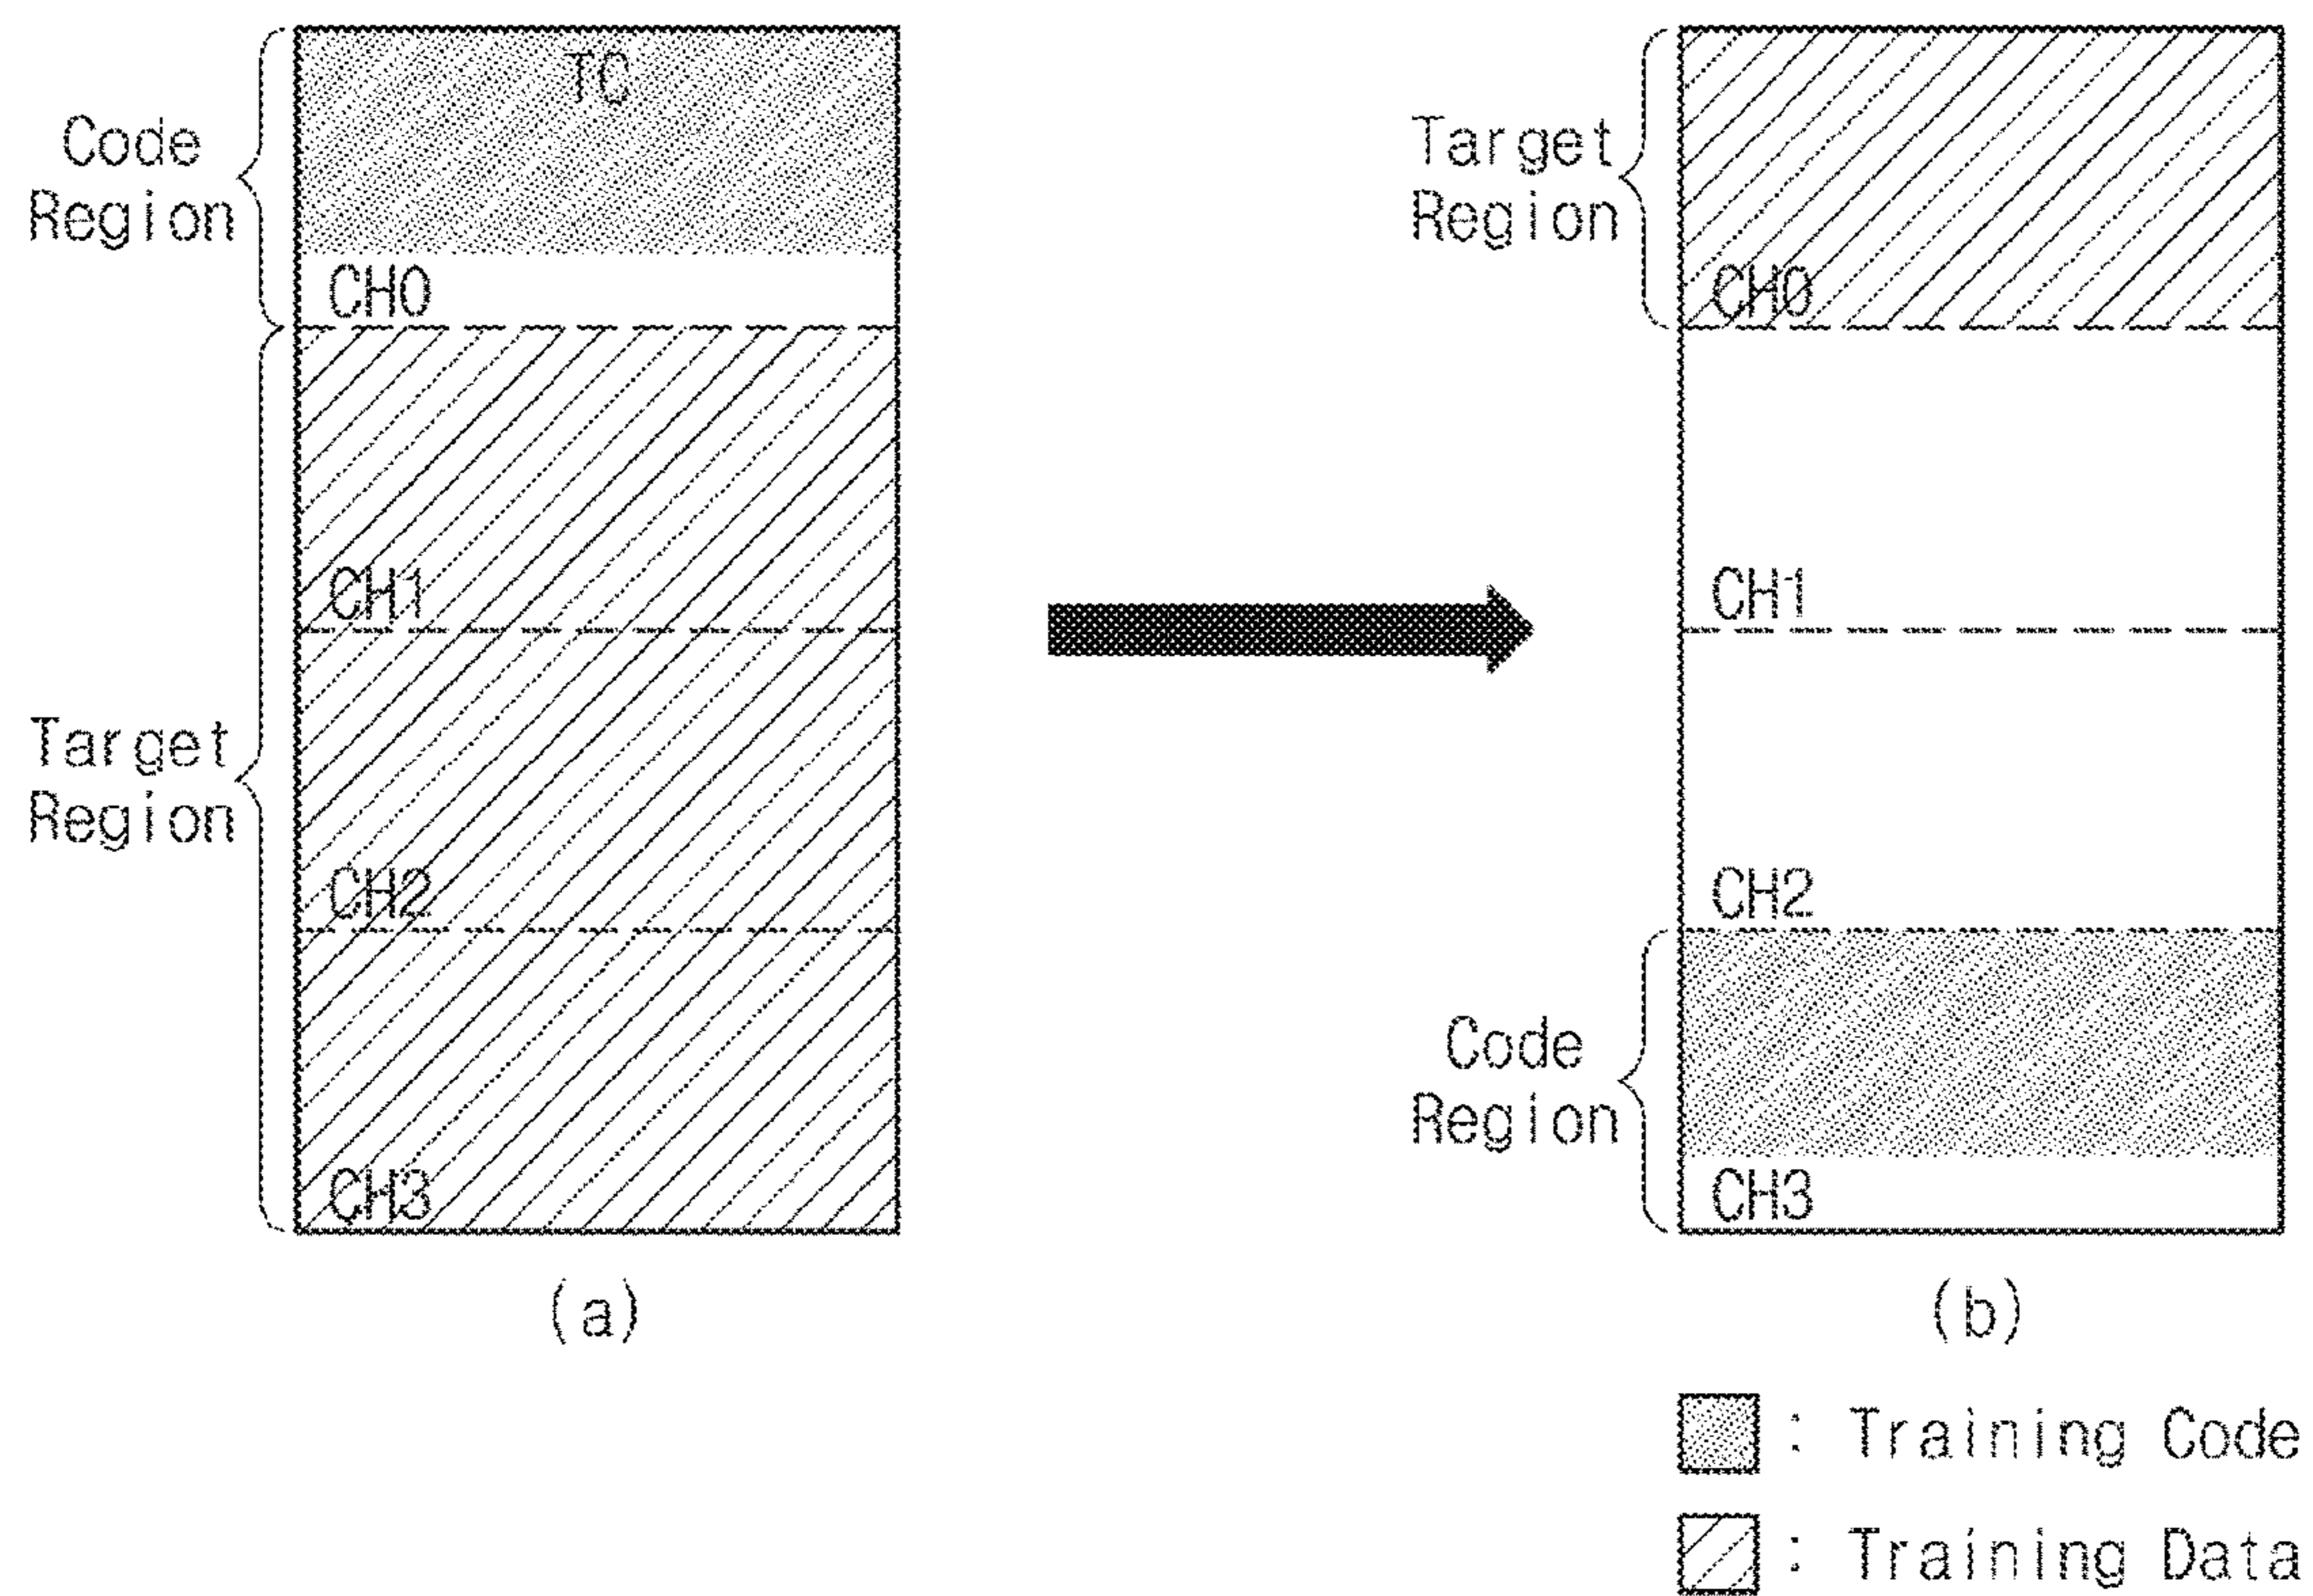 TC
Code
Region
CH0
CH1
Target
Region
CH2
CH3
(a)
Target
Region
CH0
CH1
CH2
Code
Region
CH3
(b)
: Training Code
: Training Data